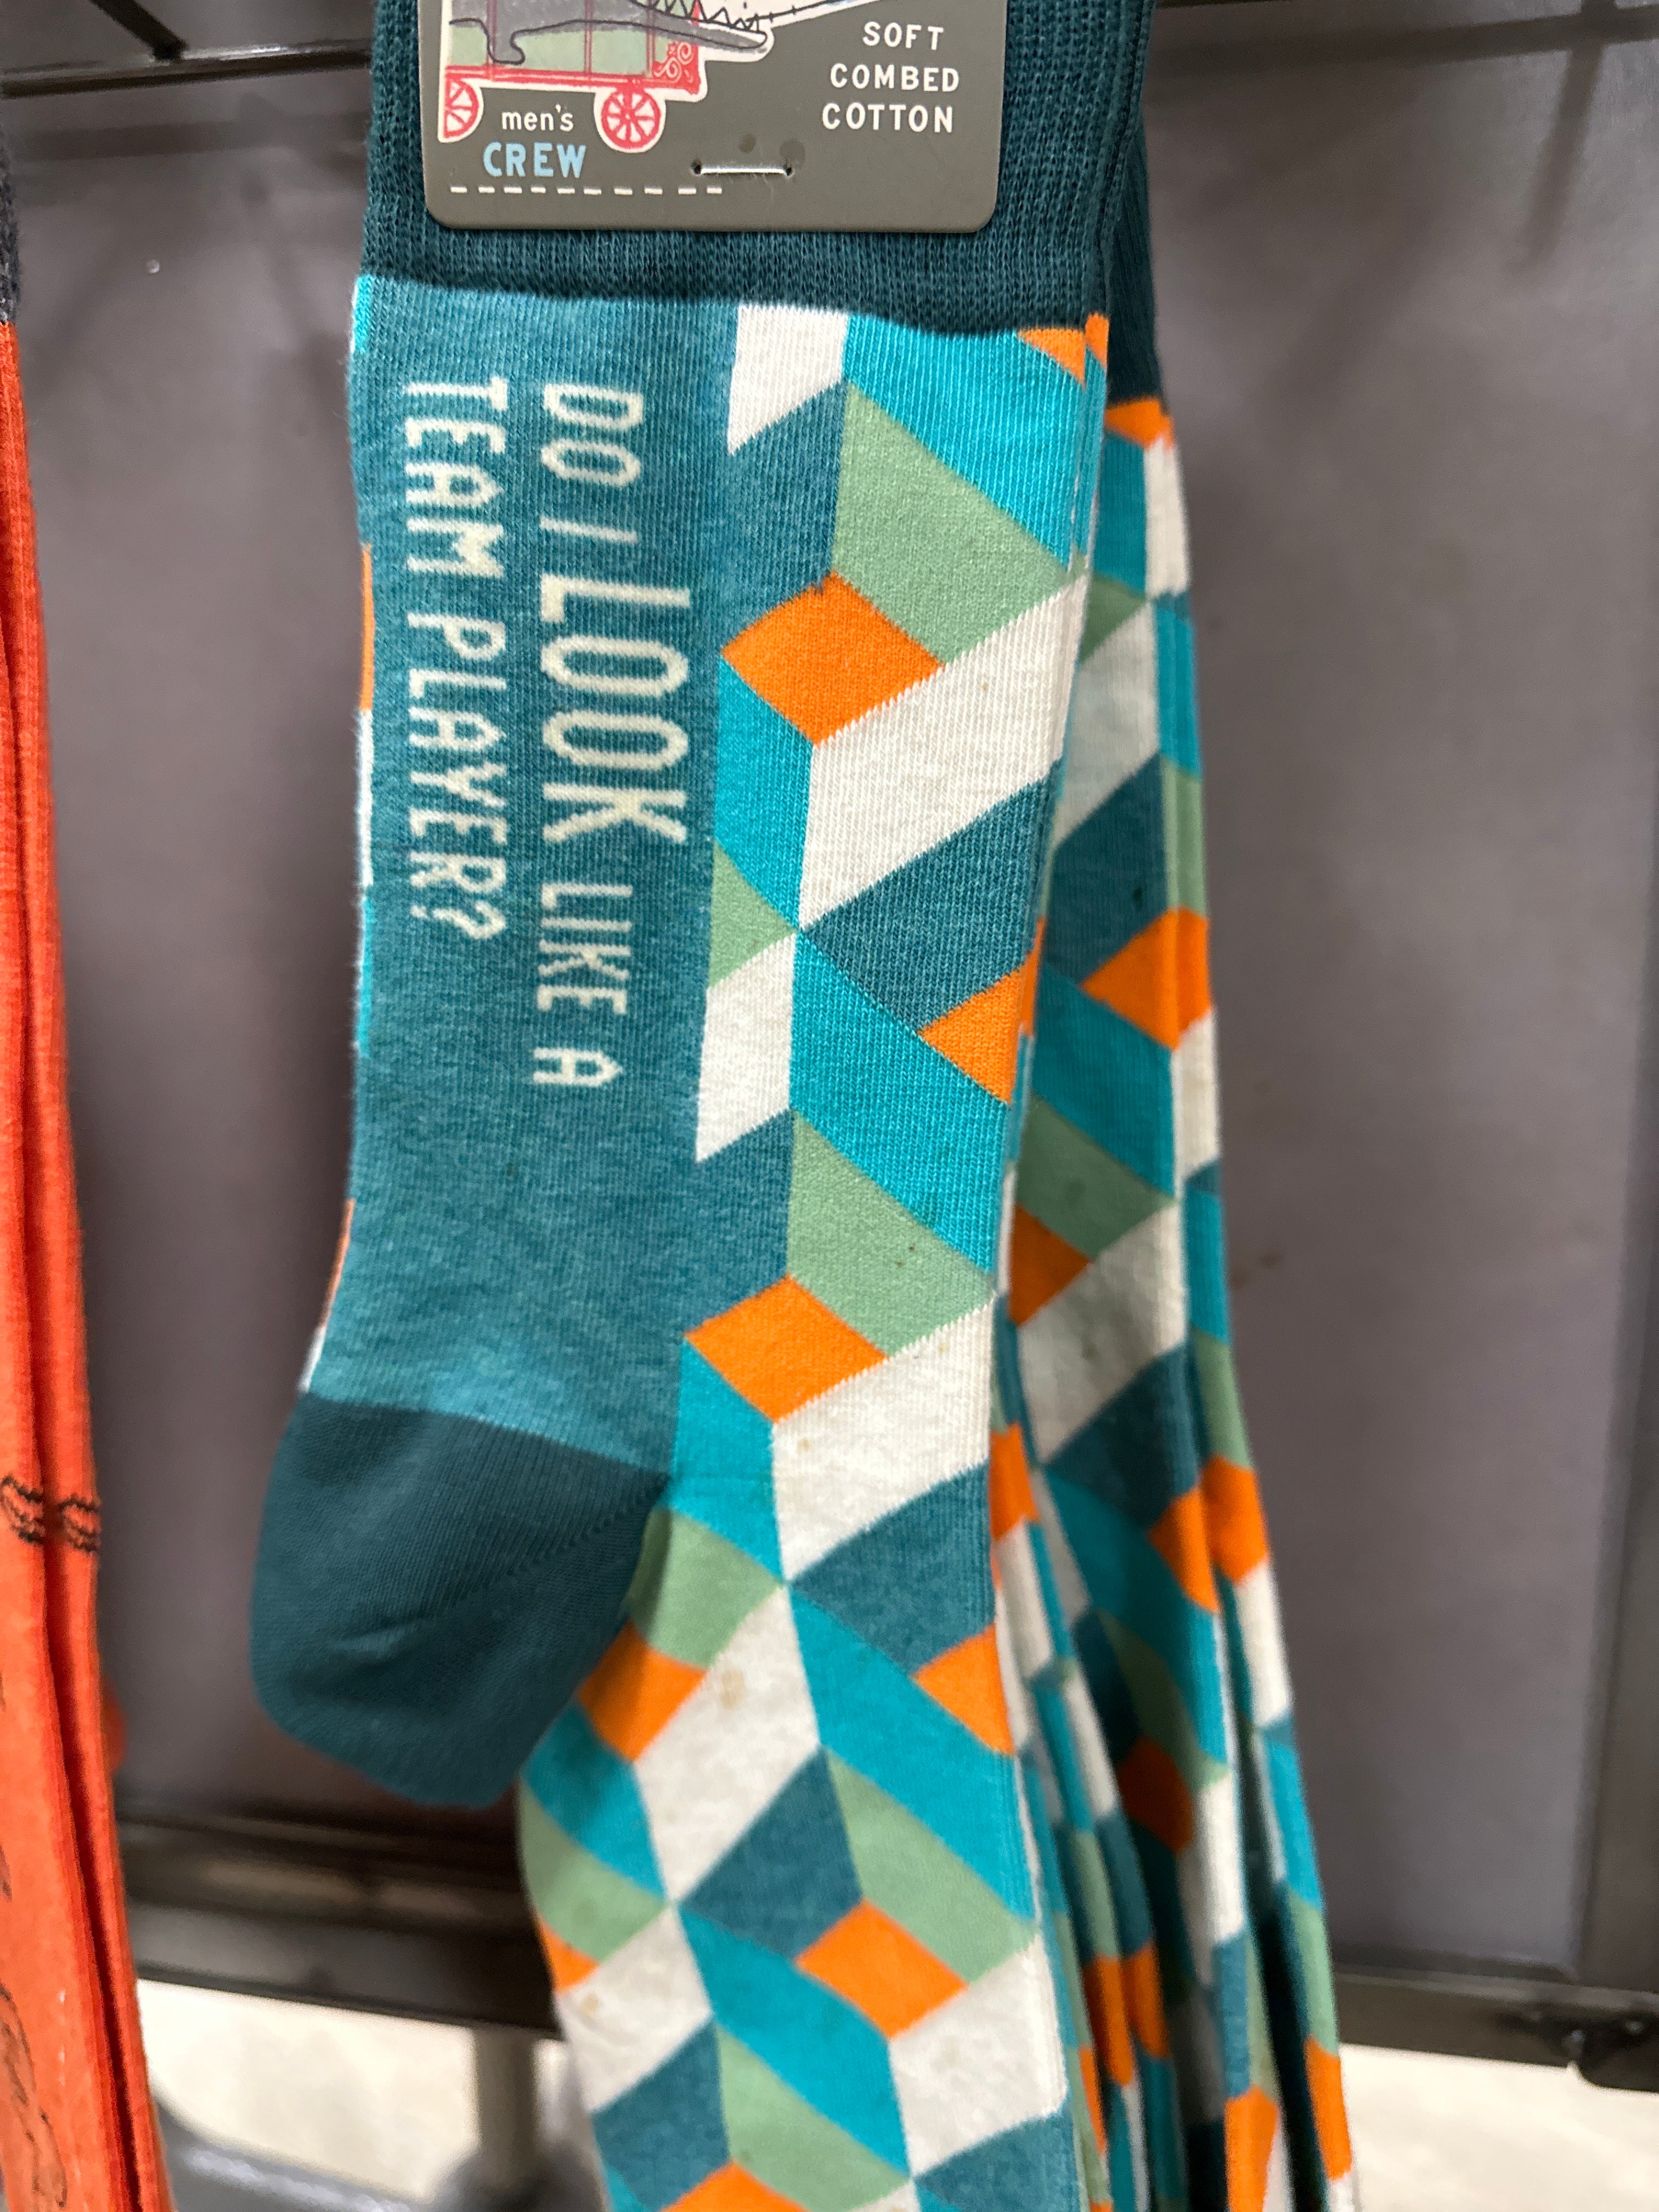 SOFT
COMBED
COTTON
men's
CREW
DO I LOOK LIKE A
TEAM PLAYER?